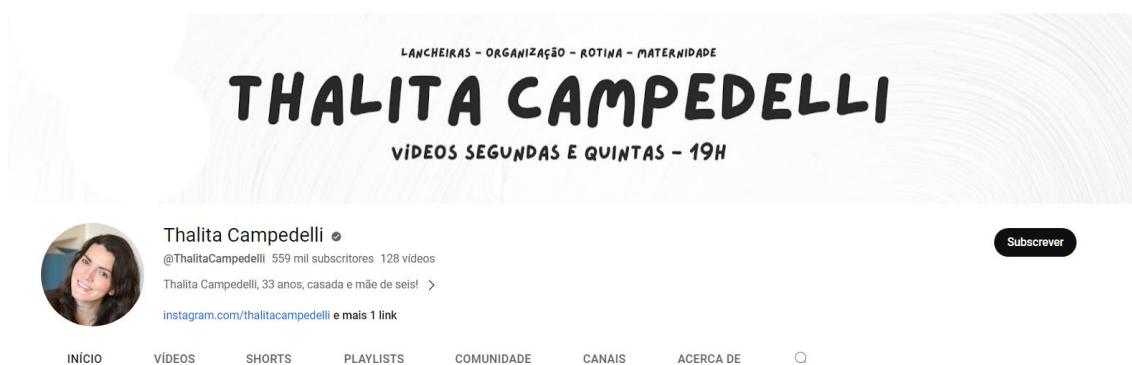 LANCHEIRAS - ORGANIZAÇÃO - ROTINA - MATERNIDADE
THALITA CAMPEDELLI
VÍDEOS SEGUNDAS E QUINTAS - 19H
Thalita Campedelli
Subscrever
@ThalitaCampedelli 559 mil subscritores 128 vídeos
Thalita Campedelli, 33 anos, casada e mãe de seis! >
instagram.com/thalitacampedelli e mais 1 link
INÍCIO VÍDEOS SHORTS PLAYLISTS COMUNIDADE CANAIS ACERCA DE